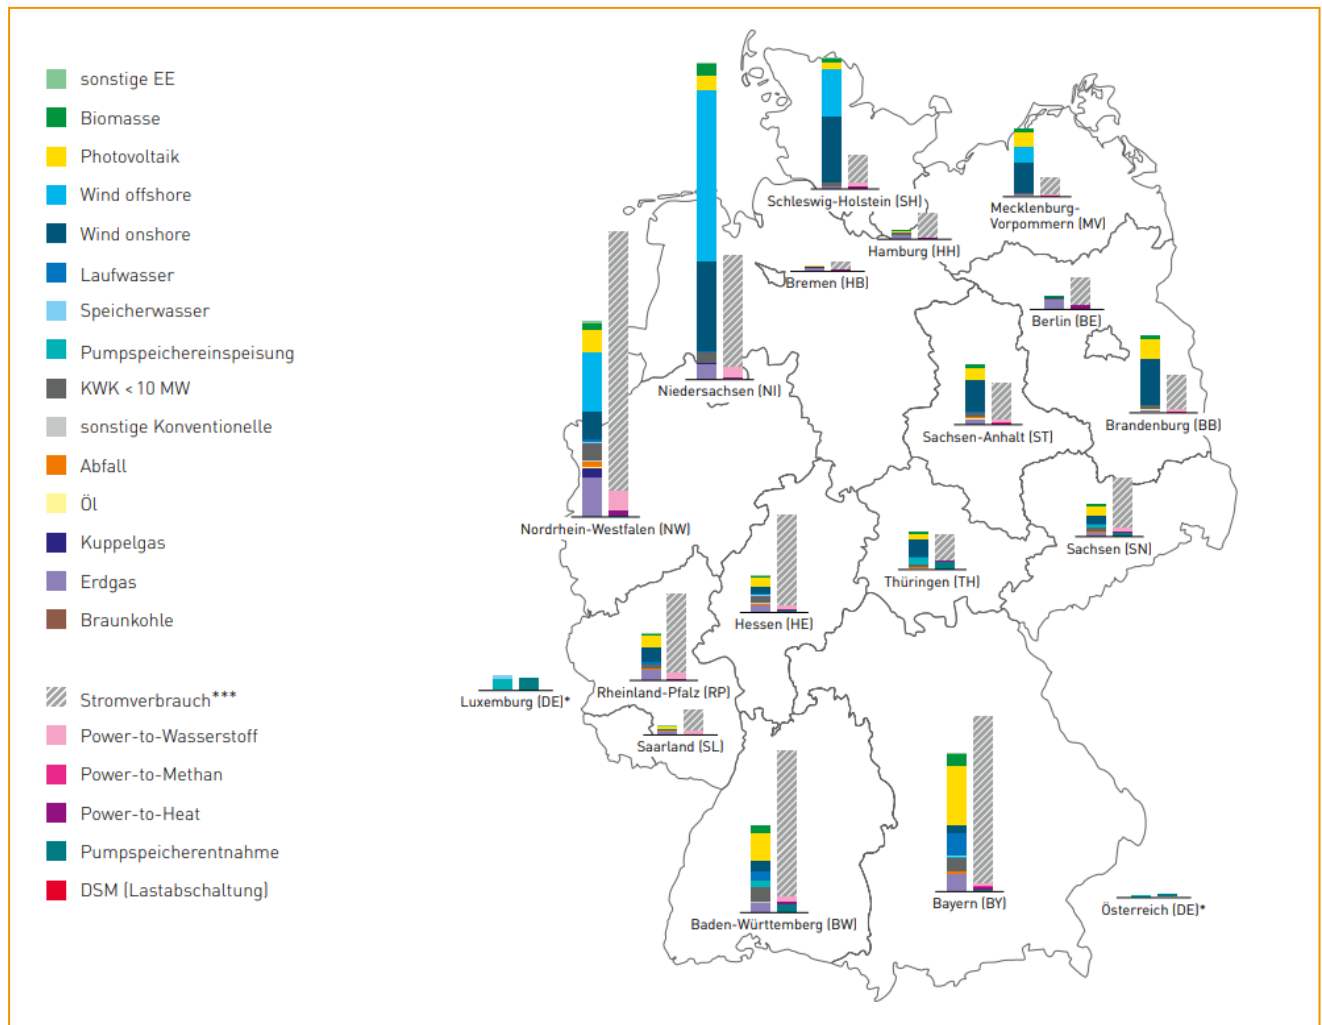 sonstige EE
Biomasse
Photovoltaik
Wind offshore
Wind onshore
Laufwasser
Speicherwasser
Pumpspeichereinspeisung
KWK < 10 MW
sonstige Konventionelle
Abfall
Öl
Kuppelgas
Erdgas
Braunkohle
Stromverbrauch***
Power-to-Wasserstoff
Power-to-Methan
Power-to-Heat
Pumpspeicherentnahme
DSM (Lastabschaltung)
Schleswig-Holstein (SH)
Mecklenburg-
Vorpommern (MV)
Hamburg (HH)
Bremen (HB)
Berlin (BE)
Niedersachsen (NI)
Brandenburg (BB)
Sachsen-Anhalt (ST)
Nordrhein-Westfalen (NW)
Sachsen (SN)
Thüringen (TH)
Hessen (HE)
Rheinland-Pfalz (RP)
Luxemburg (DE)*
Saarland (SL)
Bayern (BY)
Österreich (DE)*
Baden-Württemberg (BW)